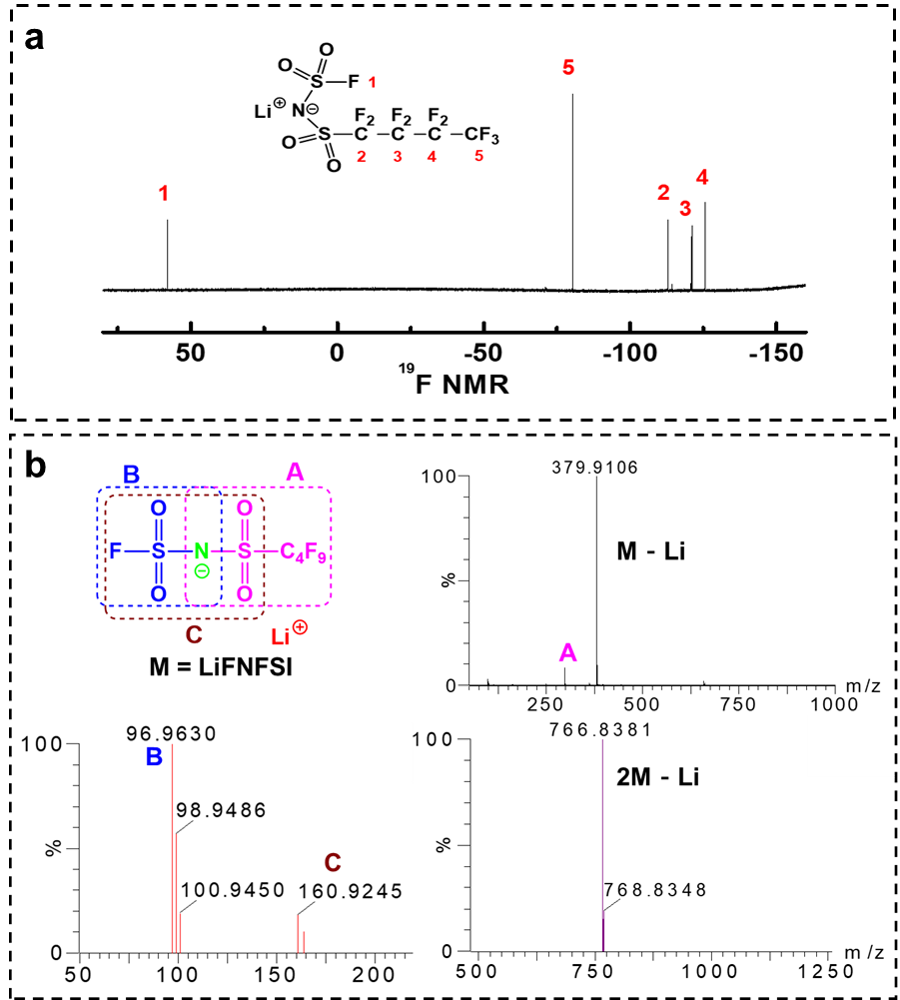 a
O
O
S
F 1
Li⊕ N⊖
F2 F2 F2
O S C C C CF3
2 3 4 5
O
1
5
2
3
4
50 0 -50 -100 -150
19F NMR
b
B A
O O
F S N S C4F9
⊖
O O
C Li⊕
M = LiFNFSI
379.9106
100
M - Li
%
A
0
250 500 750 1000 m/z
96.9630
100
B
98.9486
%
C
100.9450 160.9245
0
50 100 150 200
766.8381
100
2M - Li
%
768.8348
0
500 750 1000 1250 m/z